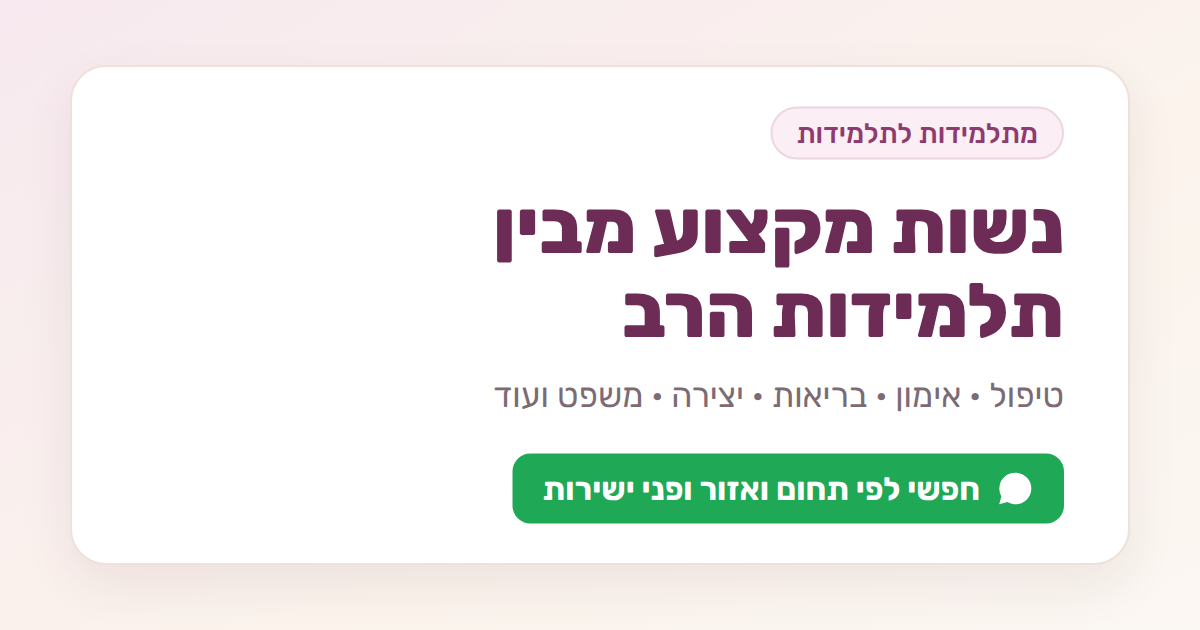 מתלמידות לתלמידות
נשות מקצוע מבין
תלמידות הרב
טיפול • אימון • בריאות • יצירה • משפט ועוד
חפשי לפי תחום ואזור ופני ישירות